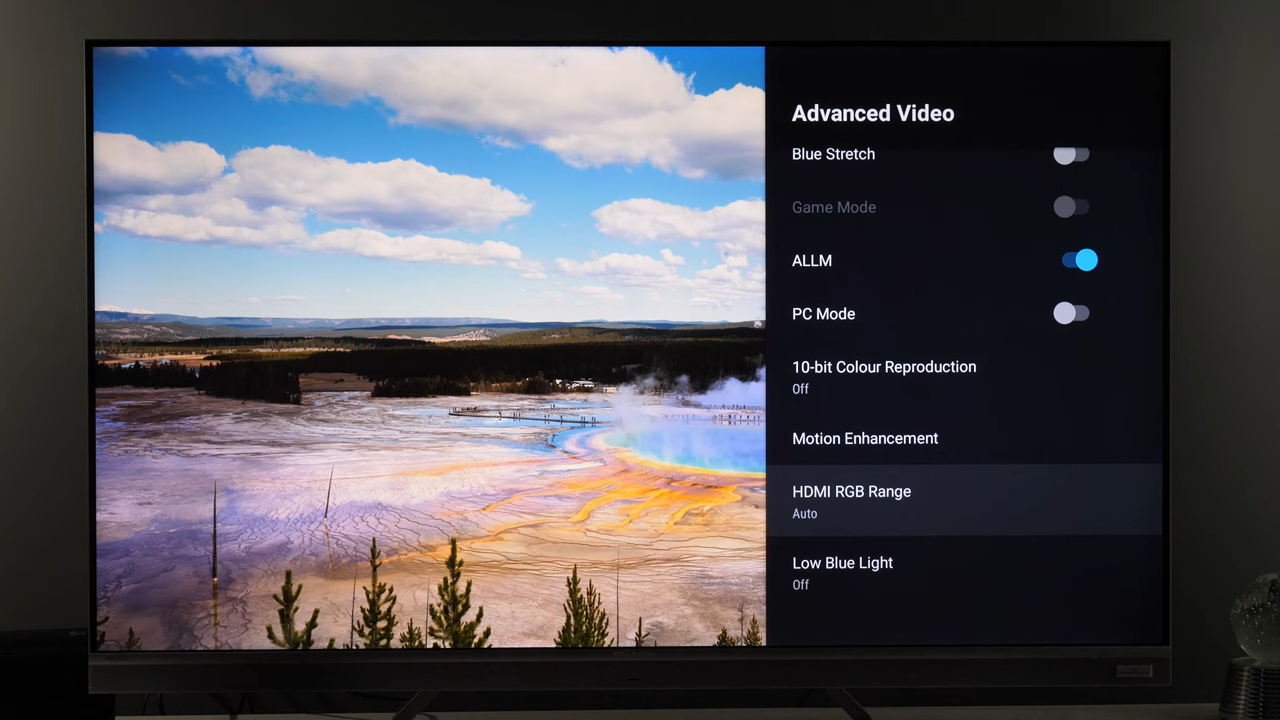 Advanced Video
Blue Stretch
Game Mode
ALLM
PC Mode
10-bit Colour Reproduction
Off
Motion Enhancement
HDMI RGB Range
Auto
Low Blue Light
Off